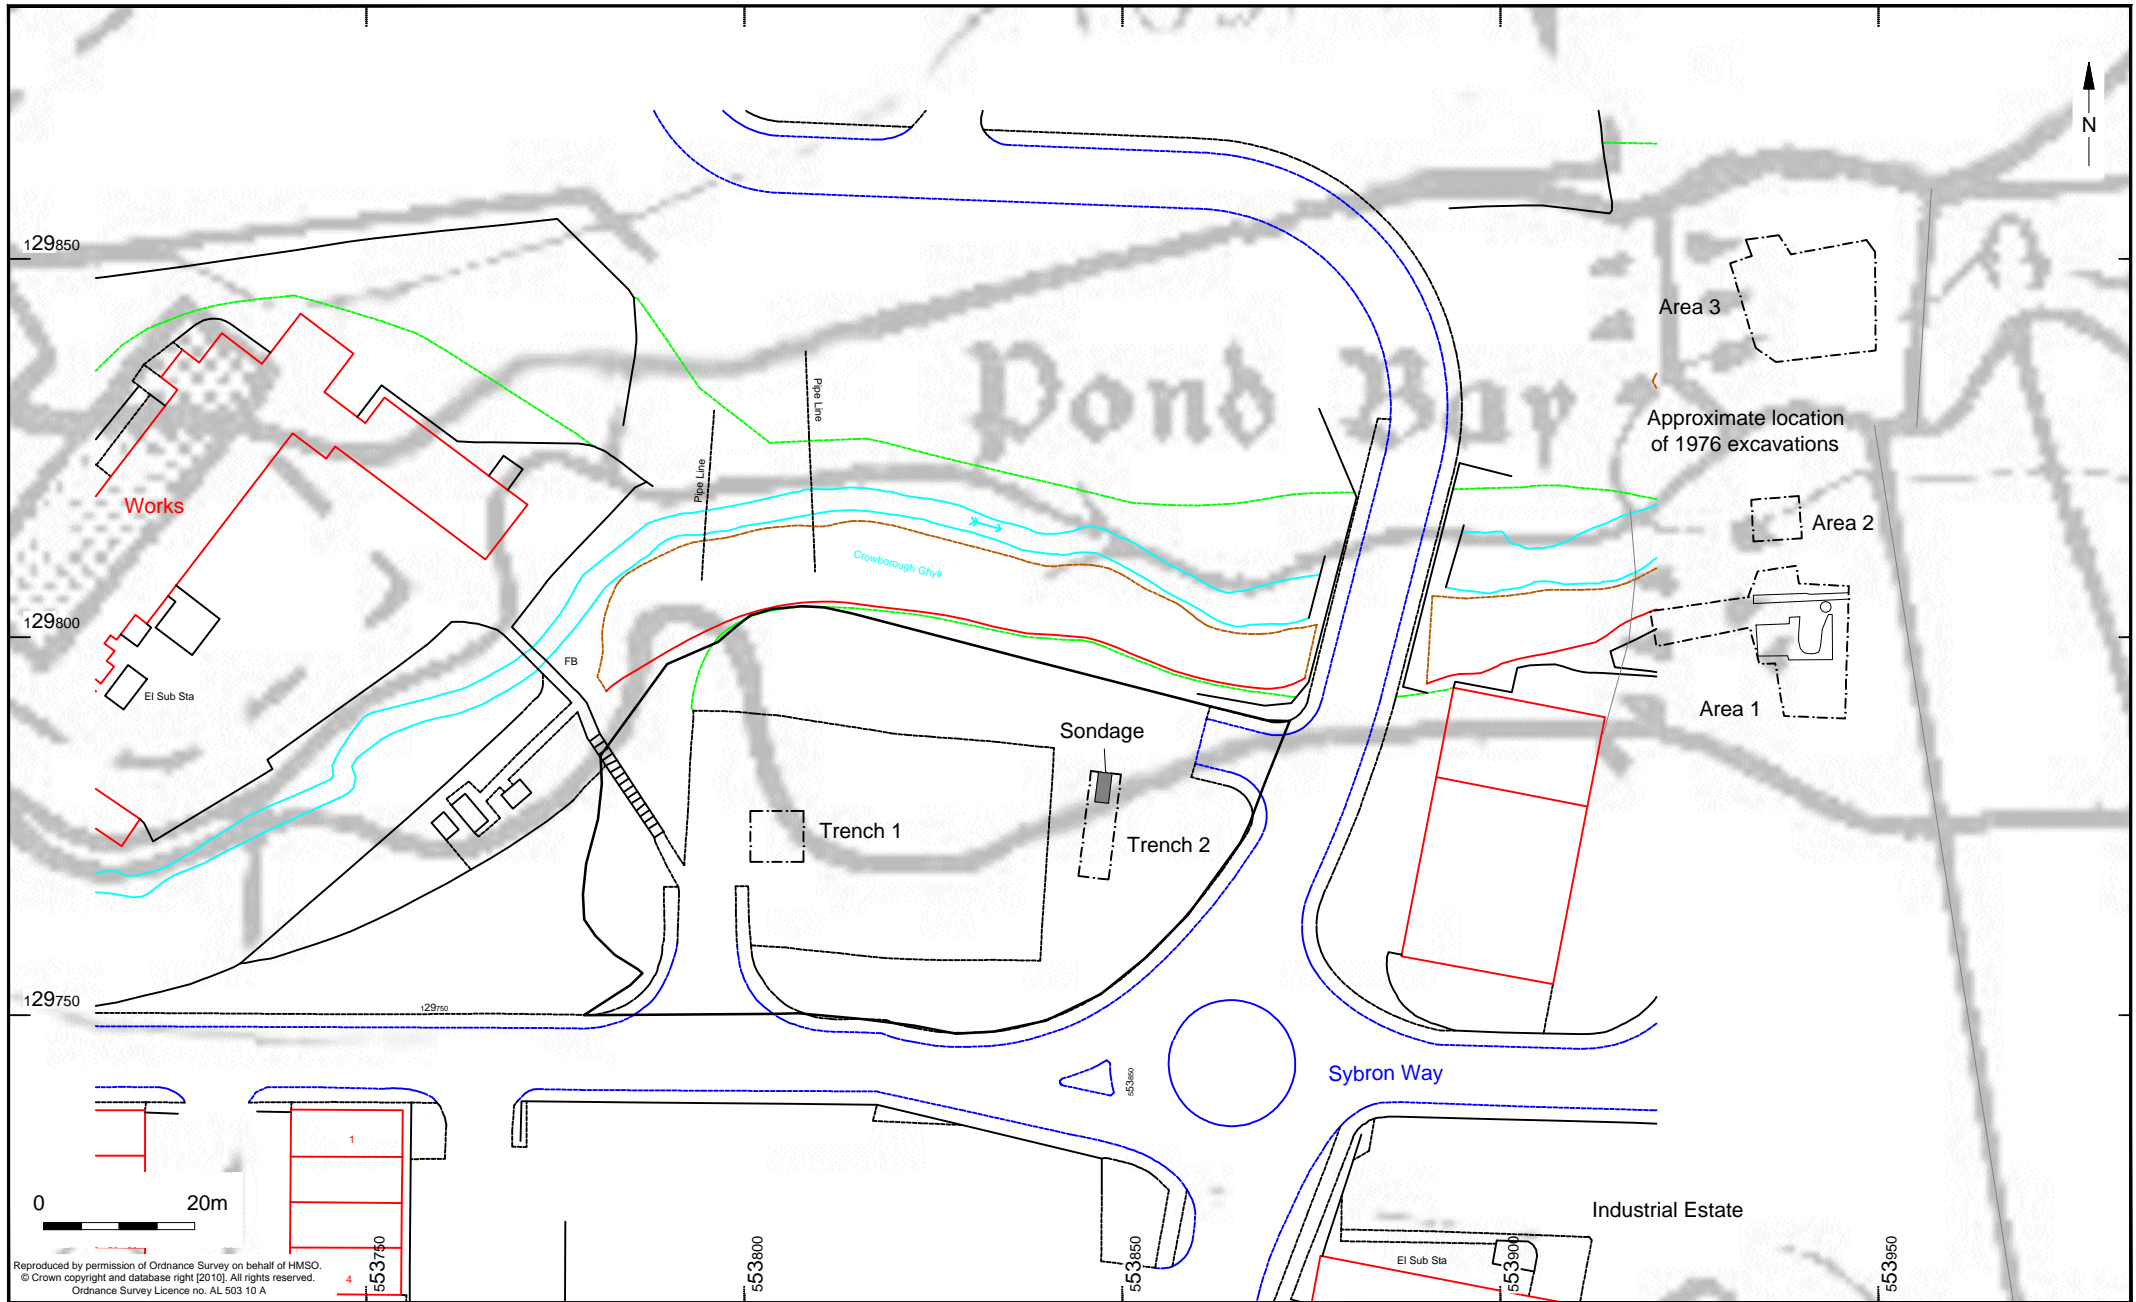 N
129850
Area 3
Pond Bay
Pipe Line
Pipe Line
Approximate location
of 1976 excavations
Works
Area 2
Crowborough Ghyll
129800
FB
El Sub Sta
Area 1
Sondage
Trench 1
Trench 2
129750
129750
Sybron Way
553850
1
0 20m
4
553750
553800
553850
553900
553950
Industrial Estate
El Sub Sta
Reproduced by permission of Ordnance Survey on behalf of HMSO.
© Crown copyright and database right [2010]. All rights reserved.
Ordnance Survey Licence no. AL 503 10 A